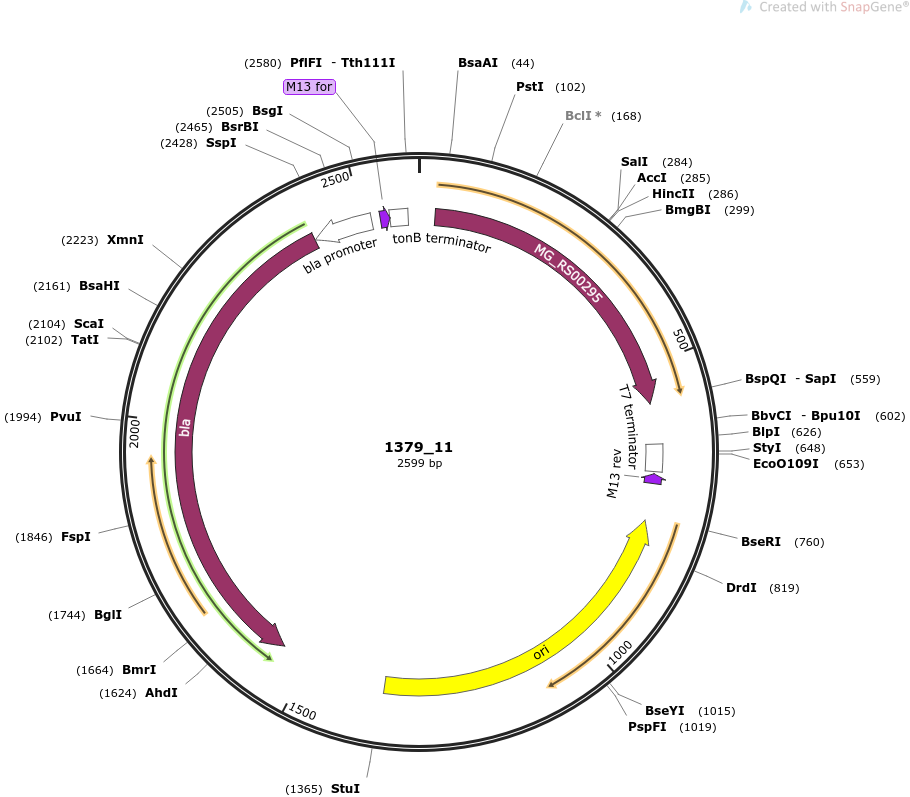 Created with SnapGene®
(2580) PflFI - Tth111I
BsaAI (44)
M13 for
PstI (102)
(2505) BsgI
BclI * (168)
(2465) BsrBI
(2428) SspI
SalI (284)
AccI (285)
HincII (286)
BmgBI (299)
2500
bla promoter
tonB terminator
MG_RS00295
(2223) XmnI
(2161) BsaHI
(2104) ScaI
(2102) TatI
500
BspQI - SapI (559)
(1994) PvuI
2000
bla
T7 terminator
BbvCI - Bpu10I (602)
BlpI (626)
StyI (648)
EcoO109I (653)
1379_11
2599 bp
M13 rev
(1846) FspI
BseRI (760)
DrdI (819)
(1744) BglI
ori
1000
(1664) BmrI
(1624) AhdI
1500
BseYI (1015)
PspFI (1019)
(1365) StuI